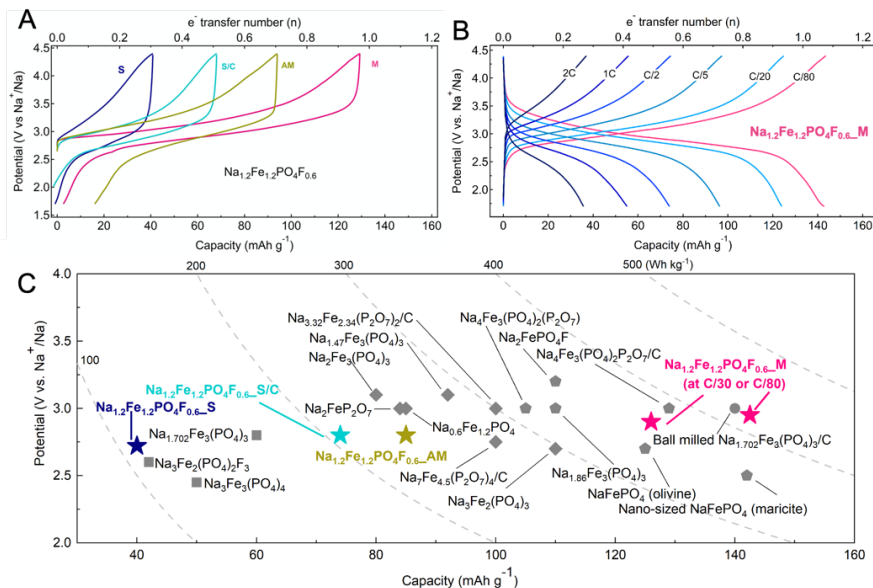 A
e⁻ transfer number (n)
0.0 0.2 0.4 0.6 0.8 1.0 1.2
Potential (V vs Na⁺/Na)
4.5
4.0
3.5
3.0
2.5
2.0
1.5
S S/C AM M
Na₁.₂Fe₁.₂PO₄F₀.₆
0 20 40 60 80 100 120 140 160
Capacity (mAh g⁻¹)
B
e⁻ transfer number (n)
0.0 0.2 0.4 0.6 0.8 1.0 1.2
Potential (V vs Na⁺/Na)
4.5
4.0
3.5
3.0
2.5
2.0
2C 1C C/2 C/5 C/20 C/80
Na₁.₂Fe₁.₂PO₄F₀.₆_M
0 20 40 60 80 100 120 140 160
Capacity (mAh g⁻¹)
C
200 300 400 500 (Wh kg⁻¹)
100
Potential (V vs. Na⁺/Na)
4.0
3.5
3.0
2.5
2.0
Na₃.₃₂Fe₂.₃₄(P₂O₇)₂/C
Na₁.₄₇Fe₃(PO₄)₃
Na₂Fe₃(PO₄)₃
Na₄Fe₃(PO₄)₂(P₂O₇)
Na₂FePO₄F
Na₄Fe₃(PO₄)₂P₂O₇/C
Na₁.₂Fe₁.₂PO₄F₀.₆_M
(at C/30 or C/80)
Na₁.₂Fe₁.₂PO₄F₀.₆_S/C
Na₁.₂Fe₁.₂PO₄F₀.₆_S
Na₂FeP₂O₇
Na₀.₆Fe₁.₂PO₄
Na₁.₇₀₂Fe₃(PO₄)₃
Na₃Fe₂(PO₄)₂F₃
Na₃Fe₃(PO₄)₄
Na₁.₂Fe₁.₂PO₄F₀.₆_AM
Na₇Fe₄.₅(P₂O₇)₄/C
Na₃Fe₂(PO₄)₃
Na₁.₈₆Fe₃(PO₄)₃
Ball milled Na₁.₇₀₂Fe₃(PO₄)₃/C
NaFePO₄ (olivine)
Nano-sized NaFePO₄ (maricite)
40 60 80 100 120 140 160
Capacity (mAh g⁻¹)